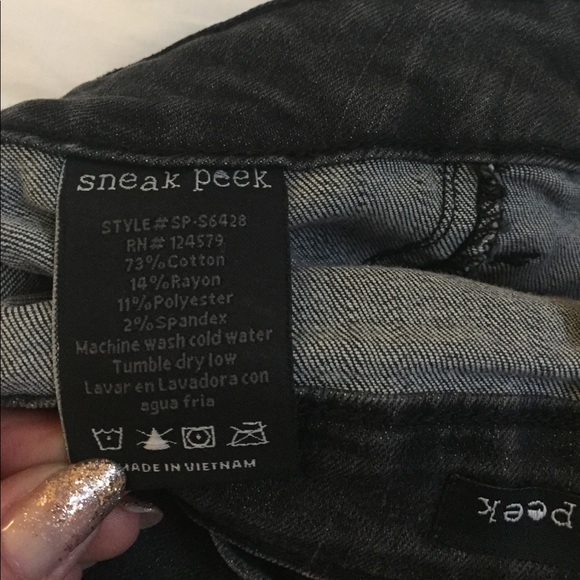 sneak peek
STYLE# SP-S6428
RN# 124579
73%Cotton
14%Rayon
11%Polyester
2%Spandex
Machine wash cold water
Tumble dry low
Lavar en Lavadora con
agua fria
MADE IN VIETNAM
peek